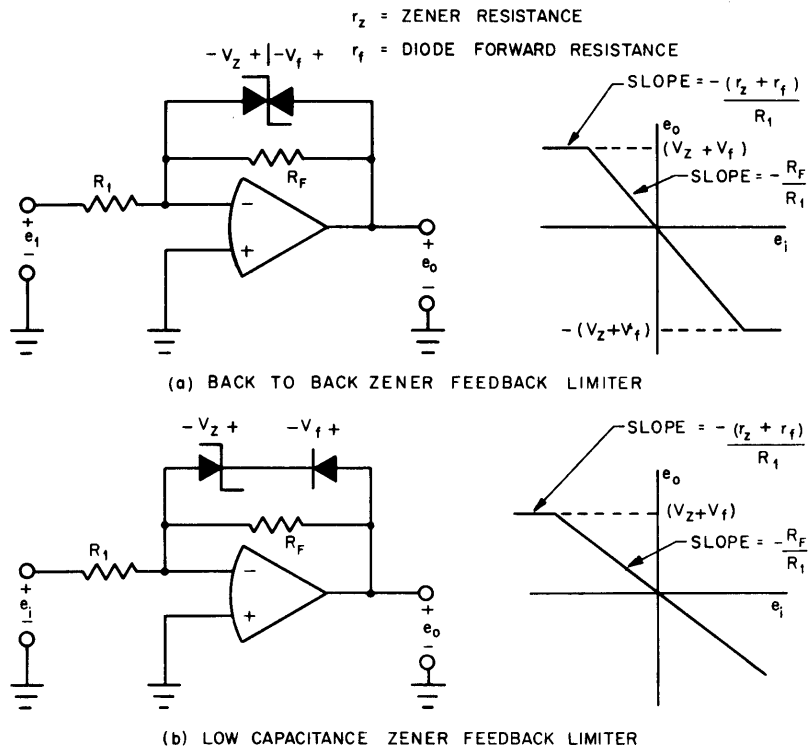 r_z = ZENER RESISTANCE
r_f = DIODE FORWARD RESISTANCE
- V_Z + | - V_f +
R_F
R_1
-
+
+
e_1
-
+
e_o
-
SLOPE = - (r_z + r_f) / R_1
e_o
(V_Z + V_f)
SLOPE = - R_F / R_1
e_i
- (V_Z + V_f)
(a) BACK TO BACK ZENER FEEDBACK LIMITER
- V_Z +
- V_f +
R_F
R_1
-
+
+
e_i
-
+
e_o
-
SLOPE = - (r_z + r_f) / R_1
e_o
(V_Z + V_f)
SLOPE = - R_F / R_1
e_i
(b) LOW CAPACITANCE ZENER FEEDBACK LIMITER